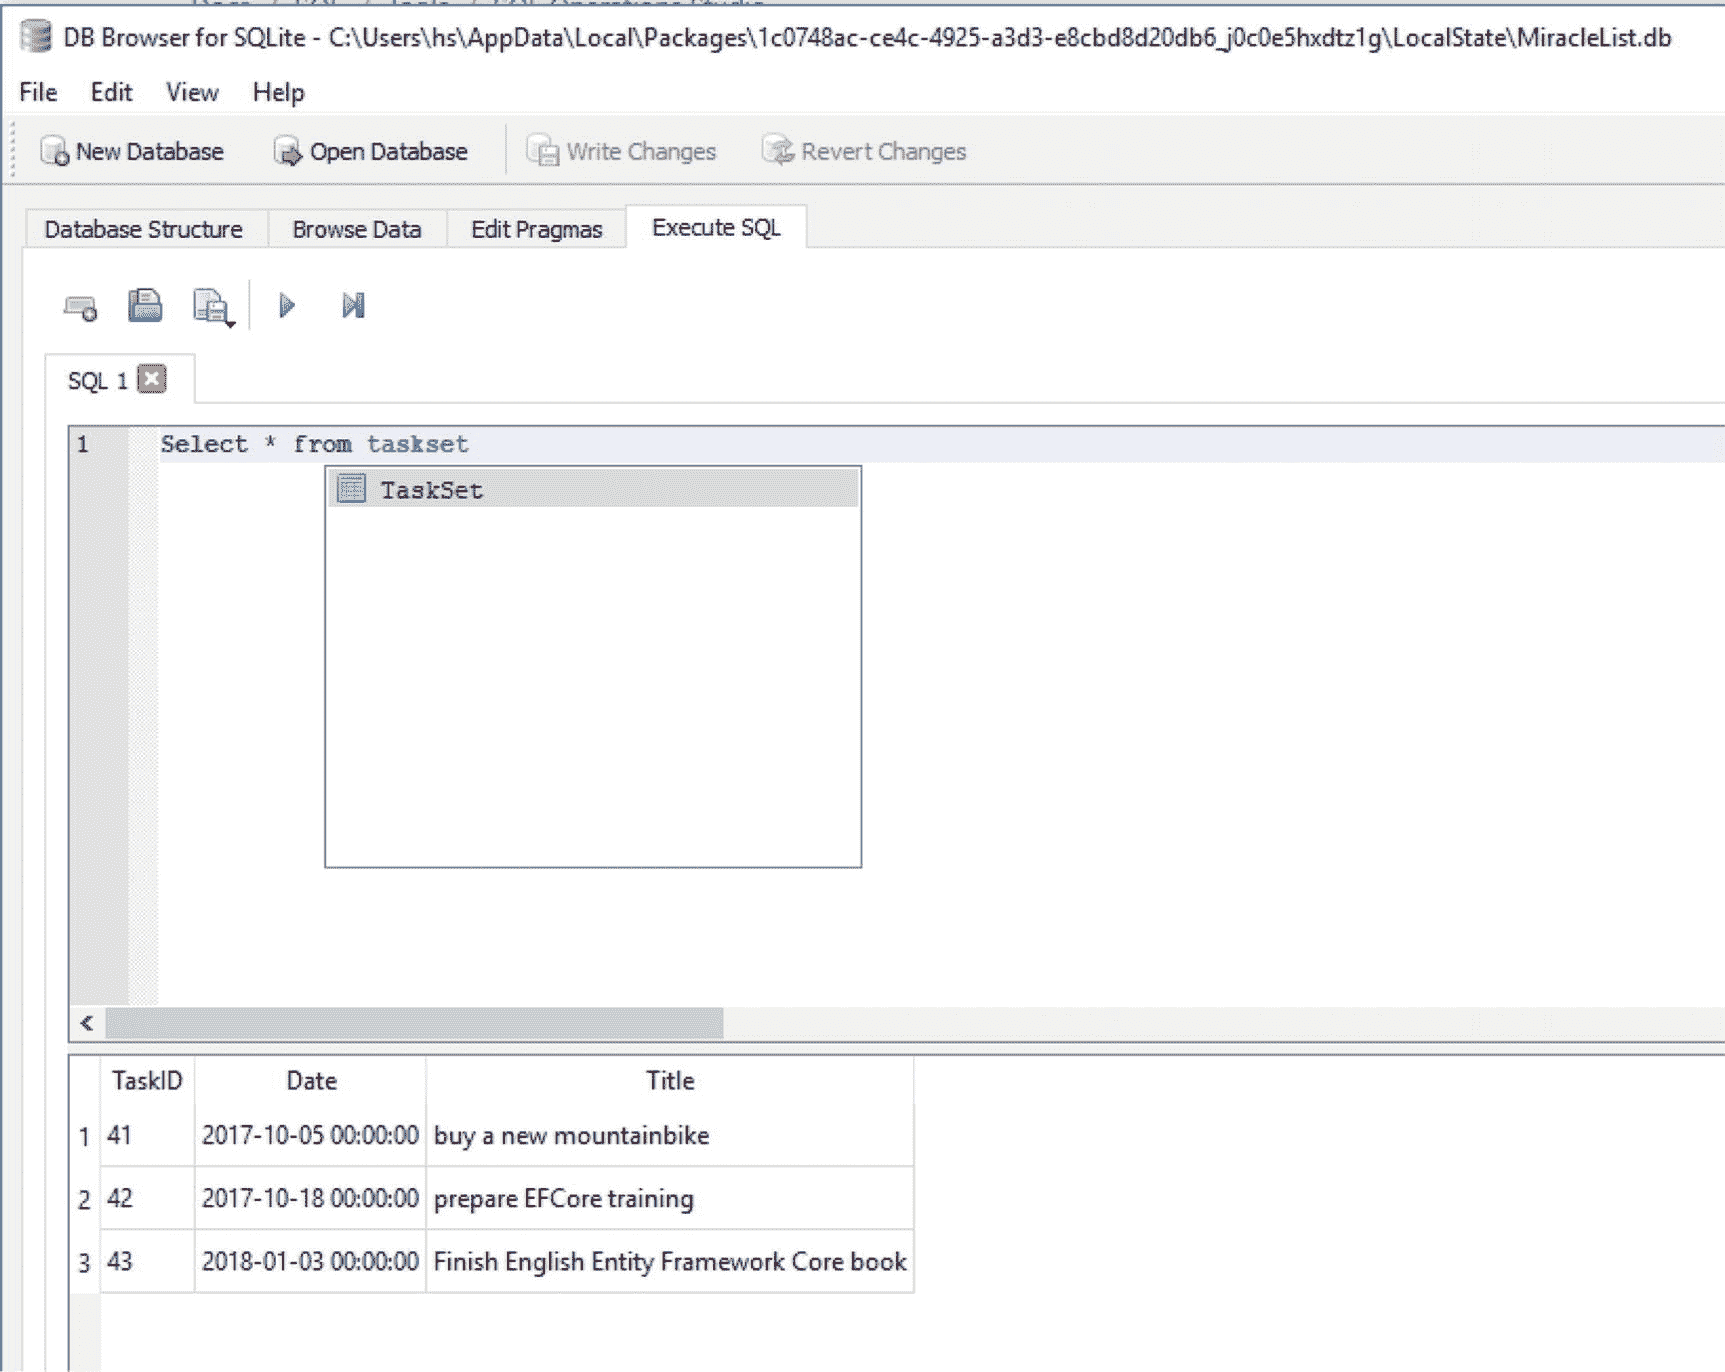 DB Browser for SQLite - C:\Users\hs\AppData\Local\Packages\1c0748ac-ce4c-4925-a3d3-e8cbd8d20db6_j0c0e5hxdtz1g\LocalState\MiracleList.db
File Edit View Help
New Database Open Database Write Changes Revert Changes
Database Structure Browse Data Edit Pragmas Execute SQL
SQL 1
1 Select * from taskset
TaskSet
TaskID Date Title
1 41 2017-10-05 00:00:00 buy a new mountainbike
2 42 2017-10-18 00:00:00 prepare EFCore training
3 43 2018-01-03 00:00:00 Finish English Entity Framework Core book